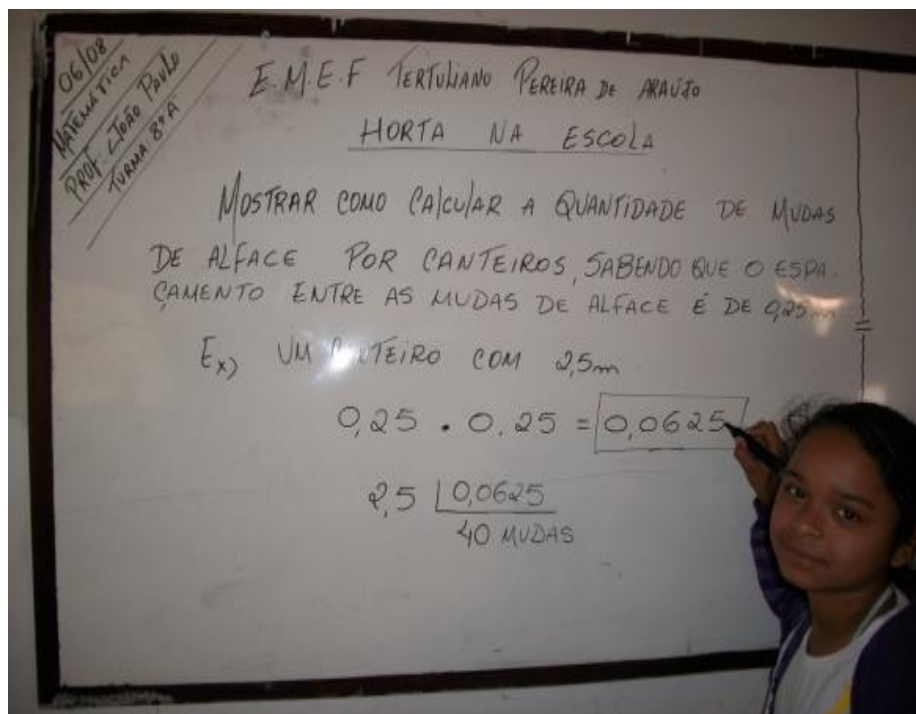 06/08
MATEMÁTICA
PROF. JOÃO PAULO
TURMA 8ª A
E.M.E.F TERTULIANO PEREIRA DE ARAÚJO
HORTA NA ESCOLA
MOSTRAR COMO CALCULAR A QUANTIDADE DE MUDAS
DE ALFACE POR CANTEIROS, SABENDO QUE O ESPA-
ÇAMENTO ENTRE AS MUDAS DE ALFACE É DE 0,25m
Ex) UM CANTEIRO COM 2,5m
0,25 . 0,25 = 0,0625
2,5 | 0,0625
40 MUDAS